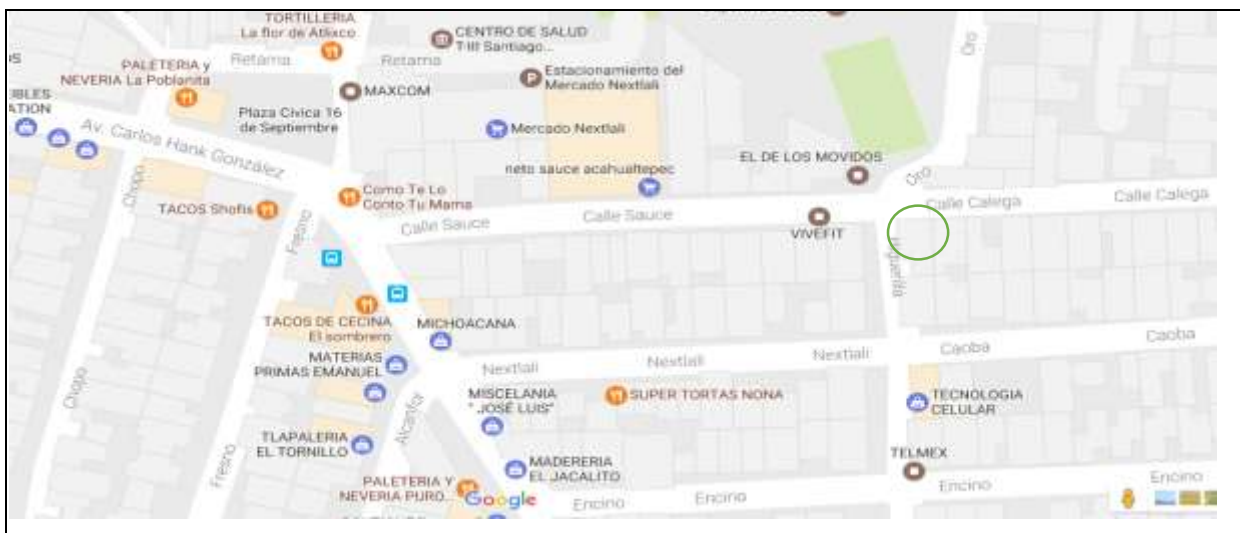 TORTILLERIA
La flor de Atlixco
CENTRO DE SALUD
T-III Santiago...
Oro
PALETERIA y
NEVERIA La Poblanita
Retama
Retama
Estacionamiento del
Mercado Nextlali
MAXCOM
BLES
ATION
Plaza Civica 16
de Septiembre
Av. Carlos Hank González
Mercado Nextlali
EL DE LOS MOVIDOS
neto sauce acahualtepec
Oro
Chopo
Como Te Lo
Conto Tu Mama
TACOS Shofis
Fresno
Calle Sauce
Calle Sauce
VIVEFIT
Calle Calega
Calle Calega
Higuerilla
TACOS DE CECINA
El sombrero
MICHOACANA
MATERIAS
PRIMAS EMANUEL
Nextlali
Nextlali
Nextlali
Caoba
Caoba
Chopo
MISCELANIA
"JOSÉ LUIS"
SUPER TORTAS NONA
TECNOLOGIA
CELULAR
Alcanfor
TLAPALERIA
EL TORNILLO
Fresno
MADERERIA
EL JACALITO
TELMEX
PALETERIA Y
NEVERIA PURO...
Google
Encino
Encino
Encino
Encino